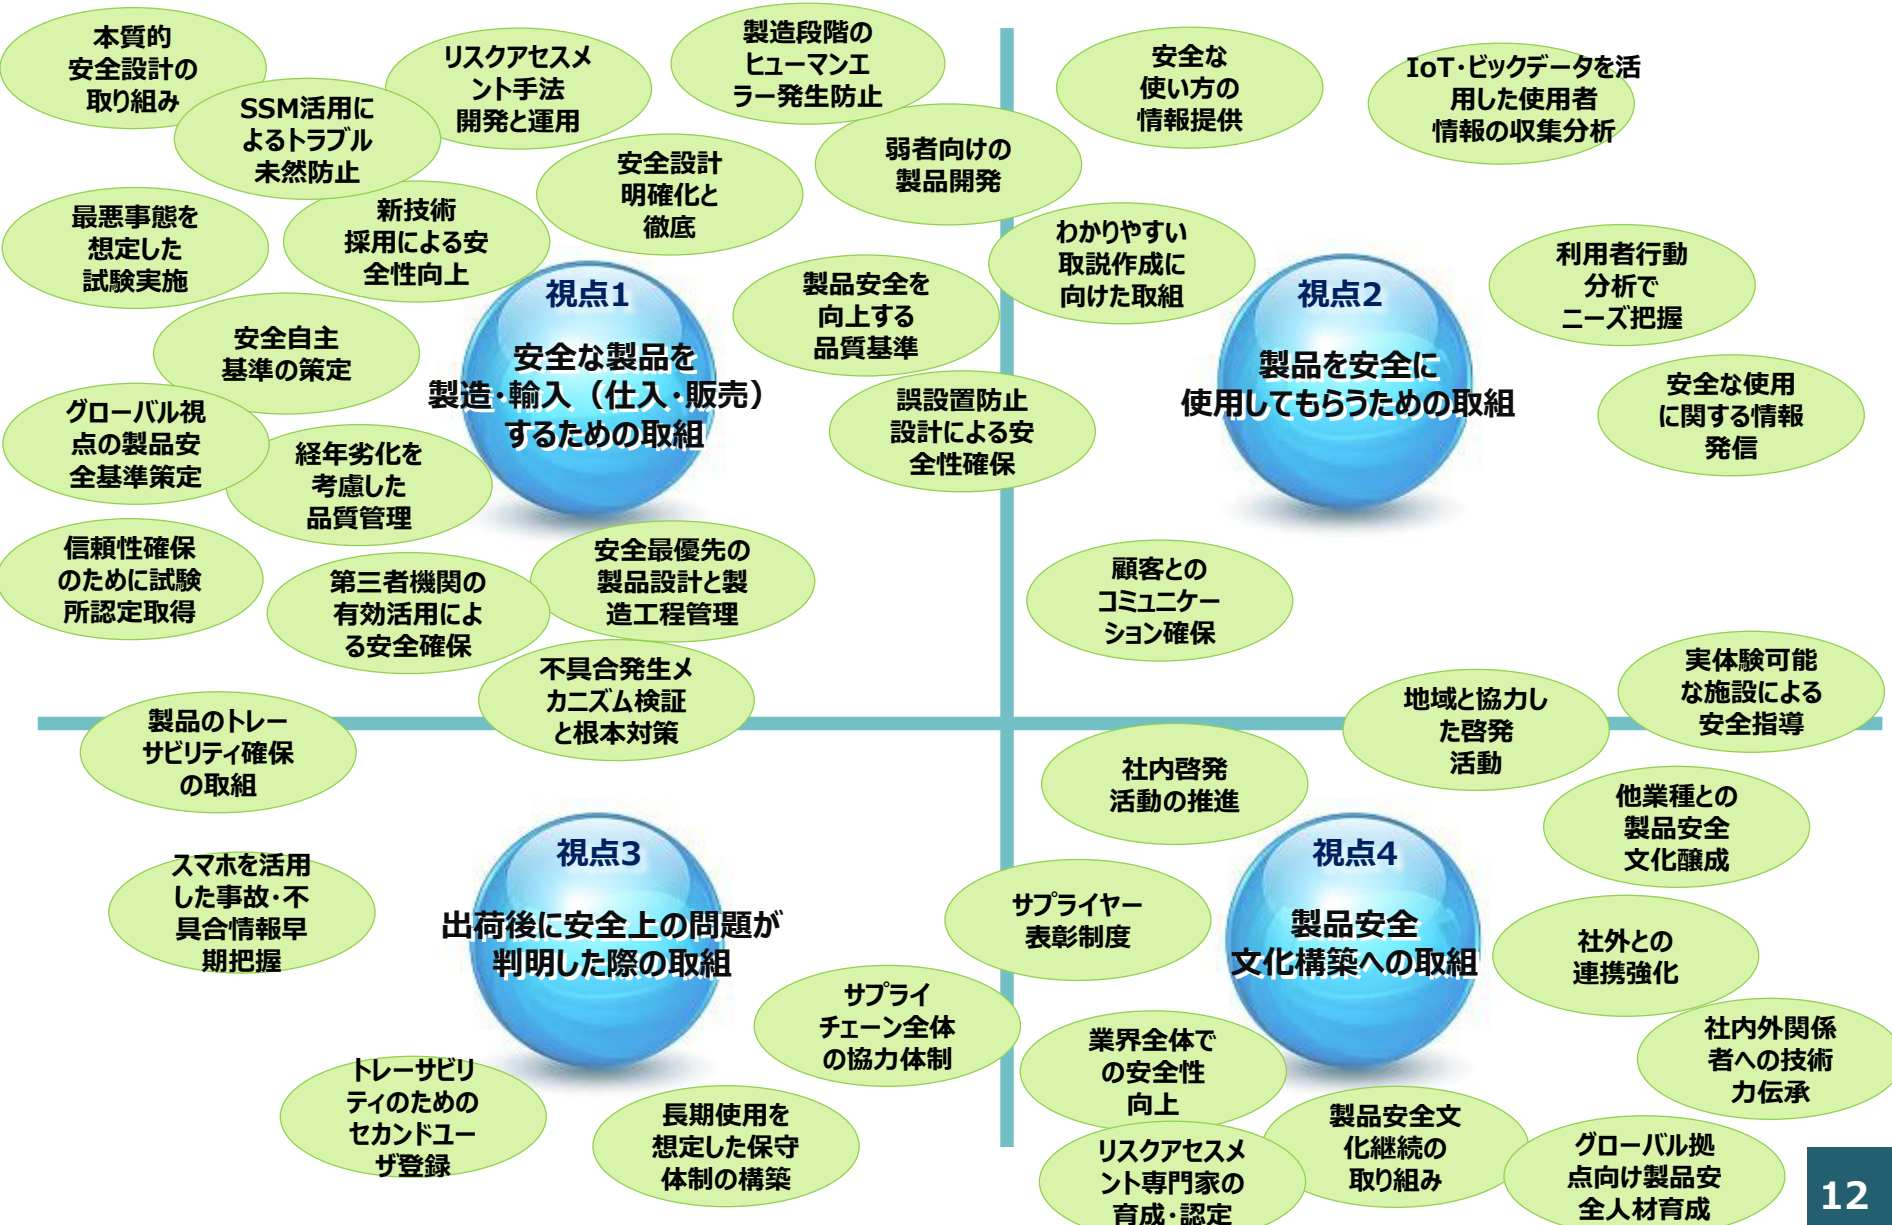 本質的
安全設計の
取り組み
SSM活用に
よるトラブル
未然防止
リスクアセスメ
ント手法
開発と運用
製造段階の
ヒューマンエ
ラー発生防止
弱者向けの
製品開発
安全設計
明確化と
徹底
最悪事態を
想定した
試験実施
新技術
採用による安
全性向上
安全自主
基準の策定
製品安全を
向上する
品質基準
視点1
安全な製品を
製造・輸入（仕入・販売）
するための取組
グローバル視
点の製品安
全基準策定
経年劣化を
考慮した
品質管理
誤設置防止
設計による安
全性確保
信頼性確保
のために試験
所認定取得
第三者機関の
有効活用によ
る安全確保
安全最優先の
製品設計と製
造工程管理
不具合発生メ
カニズム検証
と根本対策
安全な
使い方の
情報提供
IoT・ビックデータを活
用した使用者
情報の収集分析
わかりやすい
取説作成に
向けた取組
視点2
製品を安全に
使用してもらうための取組
利用者行動
分析で
ニーズ把握
安全な使用
に関する情報
発信
顧客との
コミュニケー
ション確保
地域と協力し
た啓発
活動
実体験可能
な施設による
安全指導
製品のトレー
サビリティ確保
の取組
スマホを活用
した事故・不
具合情報早
期把握
視点3
出荷後に安全上の問題が
判明した際の取組
サプライ
チェーン全体
の協力体制
トレーサビリ
ティのための
セカンドユー
ザ登録
長期使用を
想定した保守
体制の構築
社内啓発
活動の推進
他業種との
製品安全
文化醸成
サプライヤー
表彰制度
視点4
製品安全
文化構築への取組
社外との
連携強化
業界全体で
の安全性
向上
社内外関係
者への技術
力伝承
リスクアセスメ
ント専門家の
育成・認定
製品安全文
化継続の
取り組み
グローバル拠
点向け製品安
全人材育成
12